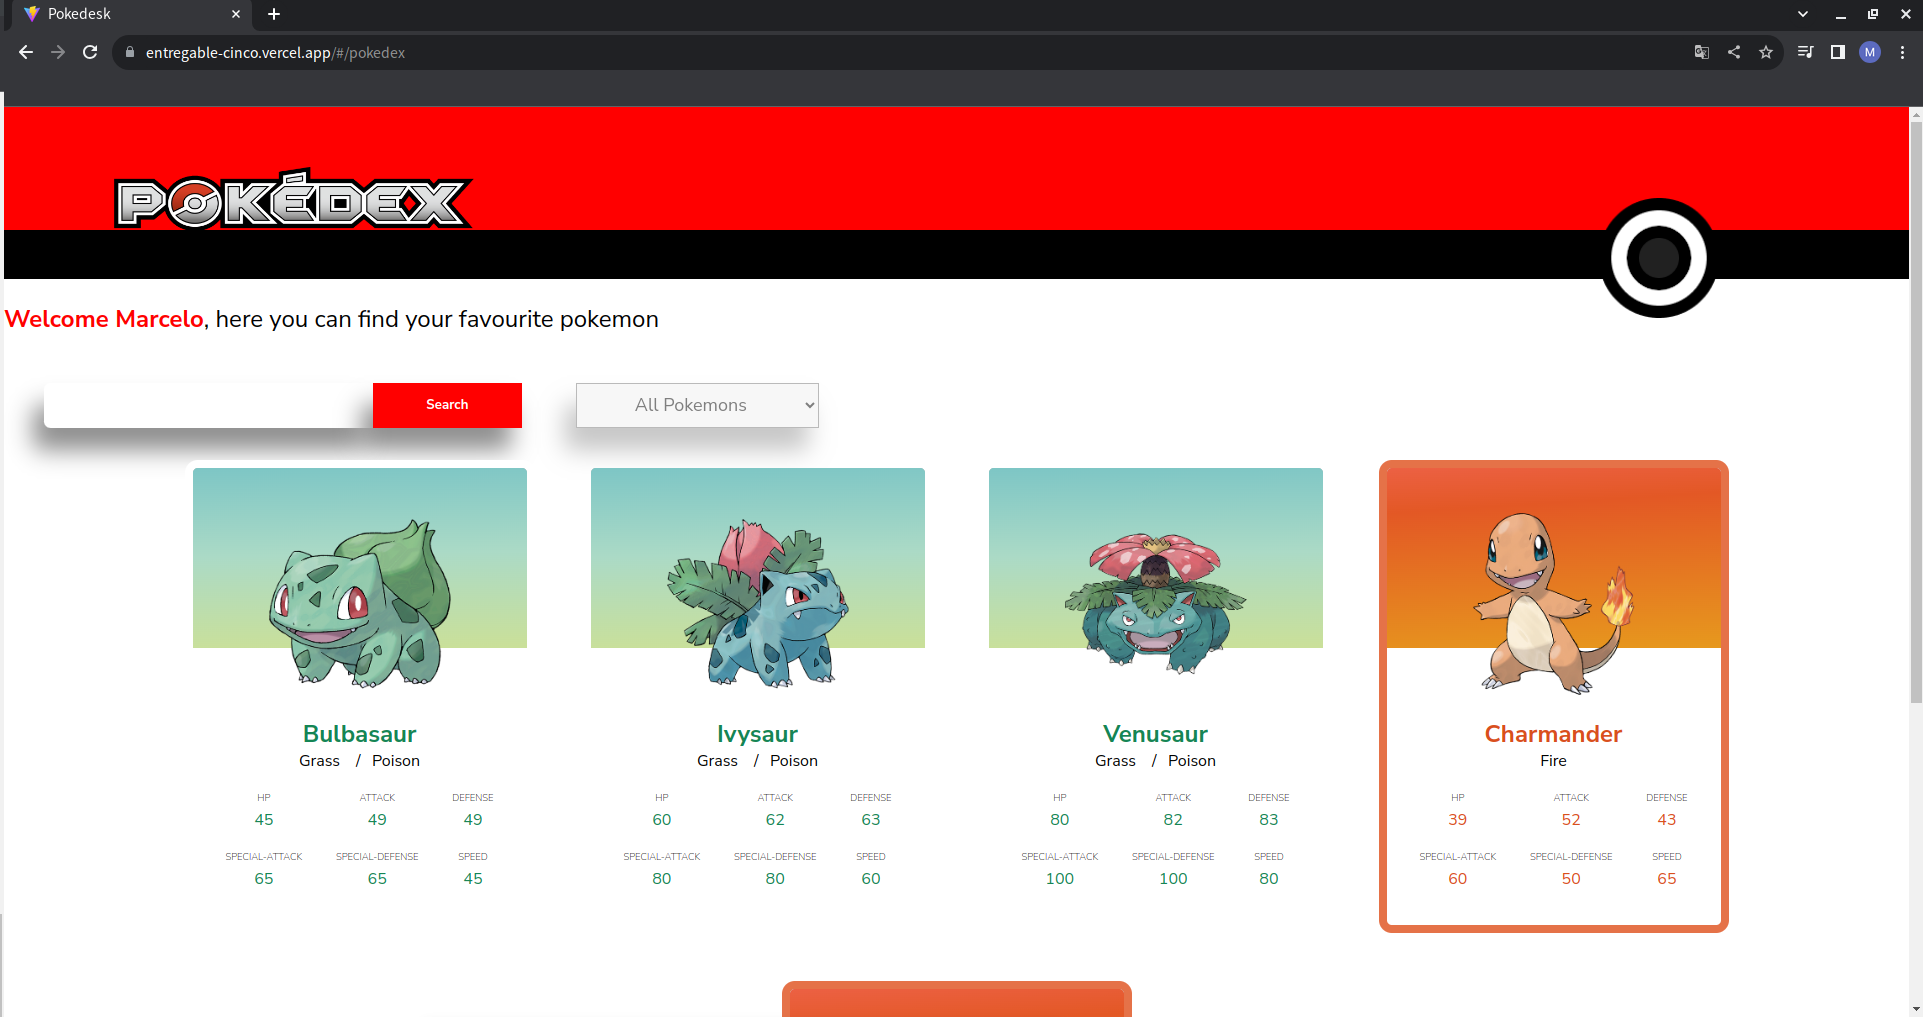 Pokedesk
entregable-cinco.vercel.app/#/pokedex
M
POKÉDEX
Welcome Marcelo, here you can find your favourite pokemon
Search
All Pokemons
Bulbasaur
Grass / Poison
HP ATTACK DEFENSE
45 49 49
SPECIAL-ATTACK SPECIAL-DEFENSE SPEED
65 65 45
Ivysaur
Grass / Poison
HP ATTACK DEFENSE
60 62 63
SPECIAL-ATTACK SPECIAL-DEFENSE SPEED
80 80 60
Venusaur
Grass / Poison
HP ATTACK DEFENSE
80 82 83
SPECIAL-ATTACK SPECIAL-DEFENSE SPEED
100 100 80
Charmander
Fire
HP ATTACK DEFENSE
39 52 43
SPECIAL-ATTACK SPECIAL-DEFENSE SPEED
60 50 65